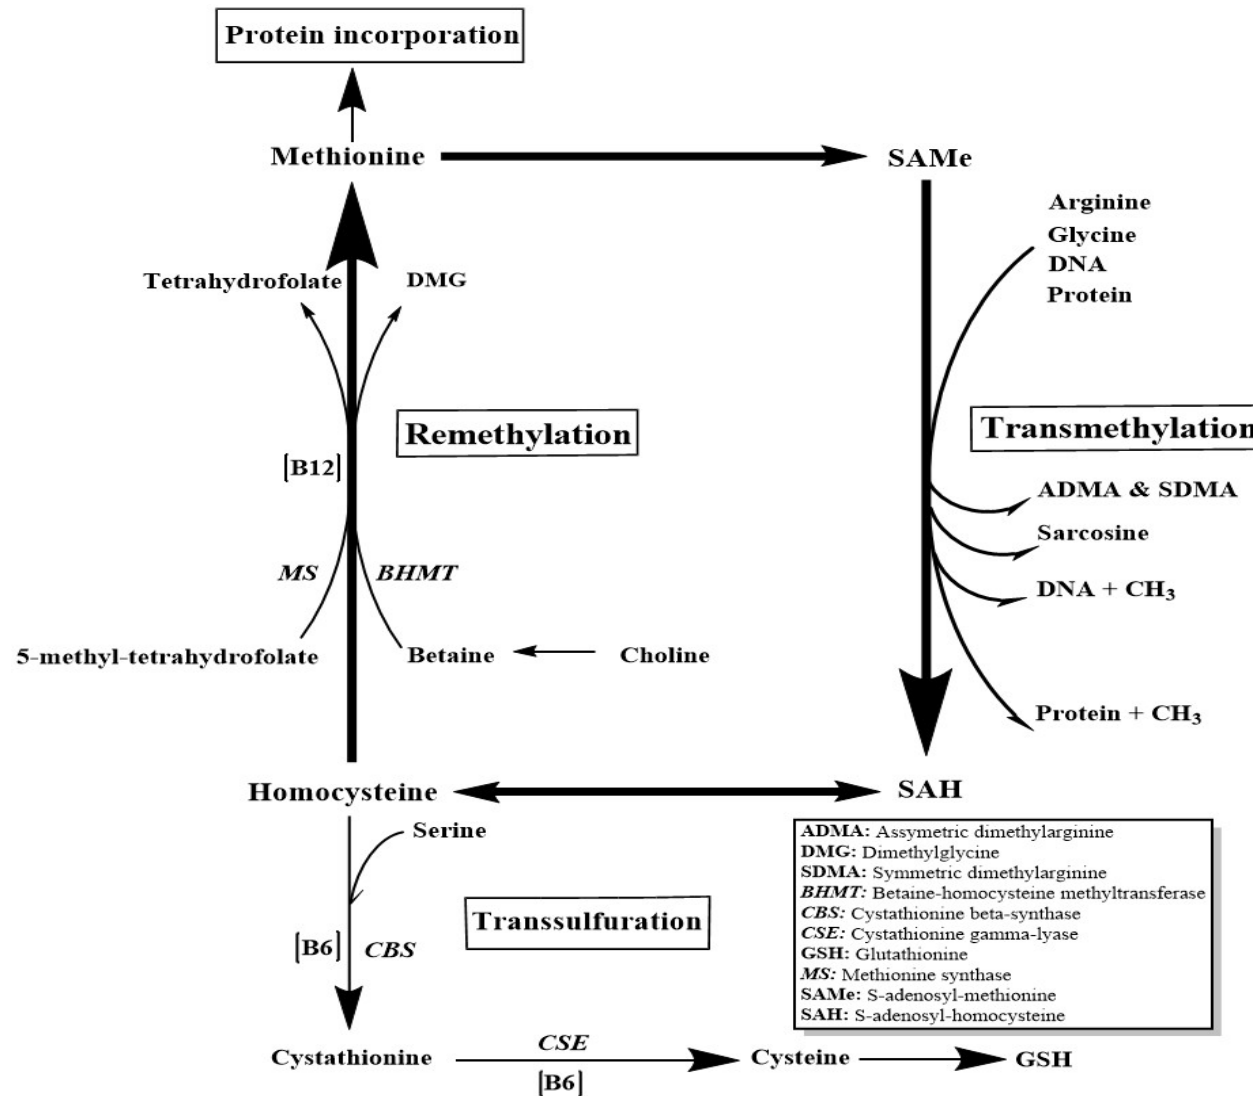 Protein incorporation
Methionine
SAMe
Arginine
Glycine
DNA
Protein
Tetrahydrofolate
DMG
Remethylation
Transmethylation
[B12]
ADMA & SDMA
Sarcosine
MS
BHMT
DNA + CH₃
5-methyl-tetrahydrofolate
Betaine
Choline
Protein + CH₃
Homocysteine
SAH
Serine
ADMA: Assymetric dimethylarginine
DMG: Dimethylglycine
SDMA: Symmetric dimethylarginine
BHMT: Betaine-homocysteine methyltransferase
CBS: Cystathionine beta-synthase
CSE: Cystathionine gamma-lyase
GSH: Glutathionine
MS: Methionine synthase
SAMe: S-adenosyl-methionine
SAH: S-adenosyl-homocysteine
Transsulfuration
[B6]
CBS
Cystathionine
CSE
[B6]
Cysteine
GSH